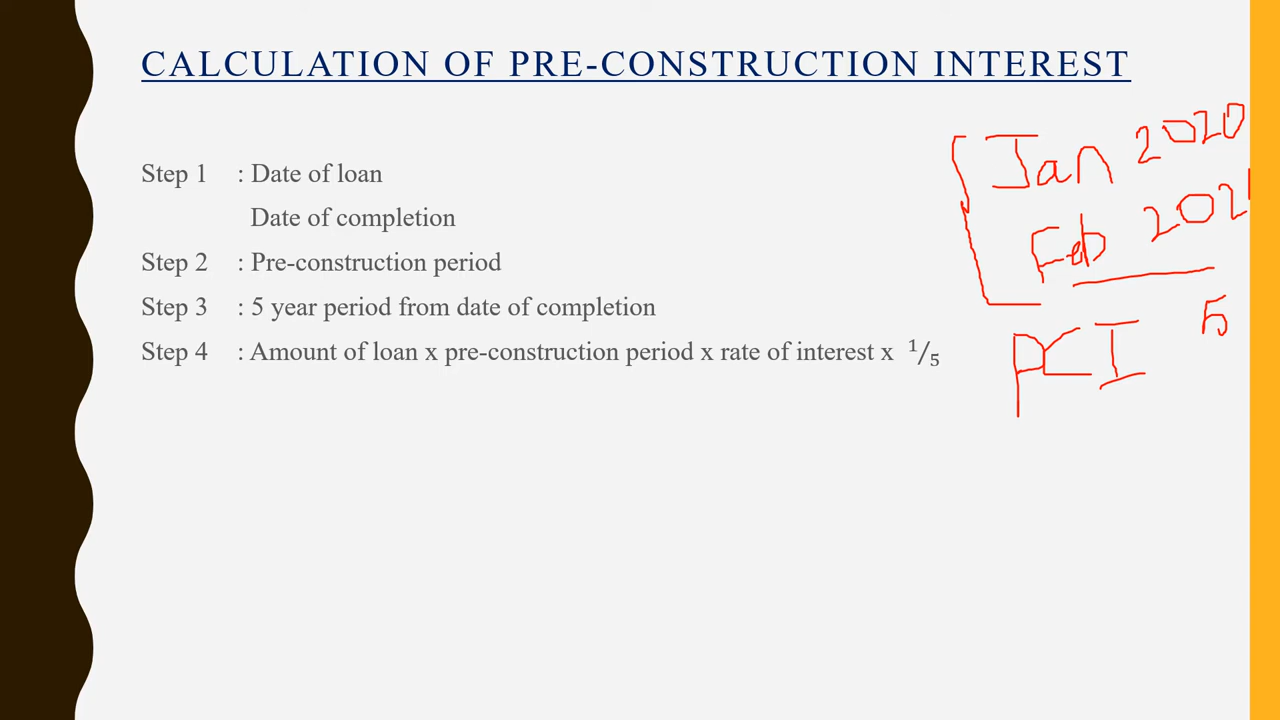 CALCULATION OF PRE-CONSTRUCTION INTEREST
Step 1 : Date of loan
Date of completion
Step 2 : Pre-construction period
Step 3 : 5 year period from date of completion
Step 4 : Amount of loan x pre-construction period x rate of interest x 1/5
Jan 2020
Feb 2021
5
PCI